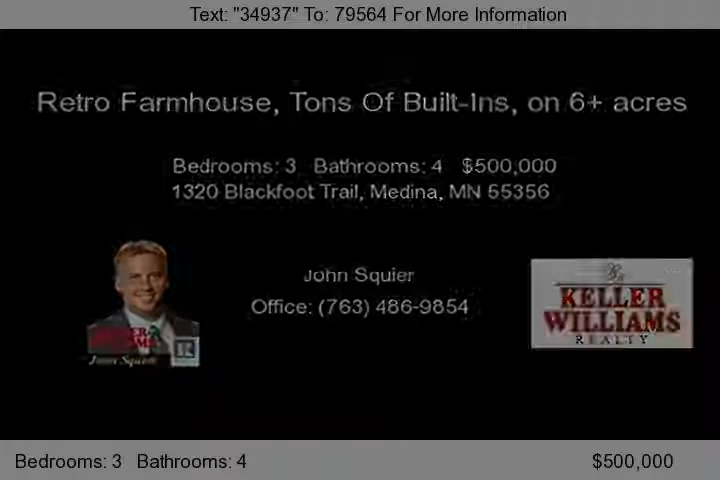 Text: "34937" To: 79564 For More Information
Retro Farmhouse, Tons Of Built-Ins, on 6+ acres
Bedrooms: 3 Bathrooms: 4 $500,000
1320 Blackfoot Trail, Medina, MN 55356
John Squier
Office: (763) 486-9854
KELLER
WILLIAMS
REALTY
John Squier
Bedrooms: 3 Bathrooms: 4 $500,000